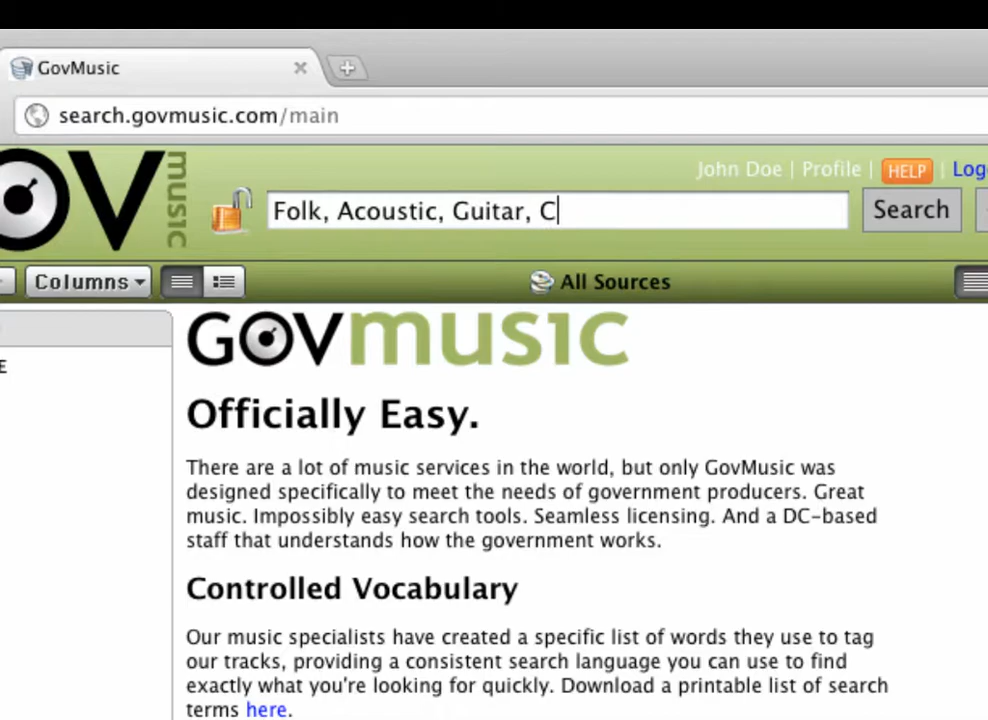 GovMusic
search.govmusic.com/main
OV music
John Doe | Profile | HELP | Log
Folk, Acoustic, Guitar, C
Search
Columns
All Sources
E
GOVmusic
Officially Easy.
There are a lot of music services in the world, but only GovMusic was
designed specifically to meet the needs of government producers. Great
music. Impossibly easy search tools. Seamless licensing. And a DC-based
staff that understands how the government works.
Controlled Vocabulary
Our music specialists have created a specific list of words they use to tag
our tracks, providing a consistent search language you can use to find
exactly what you're looking for quickly. Download a printable list of search
terms here.